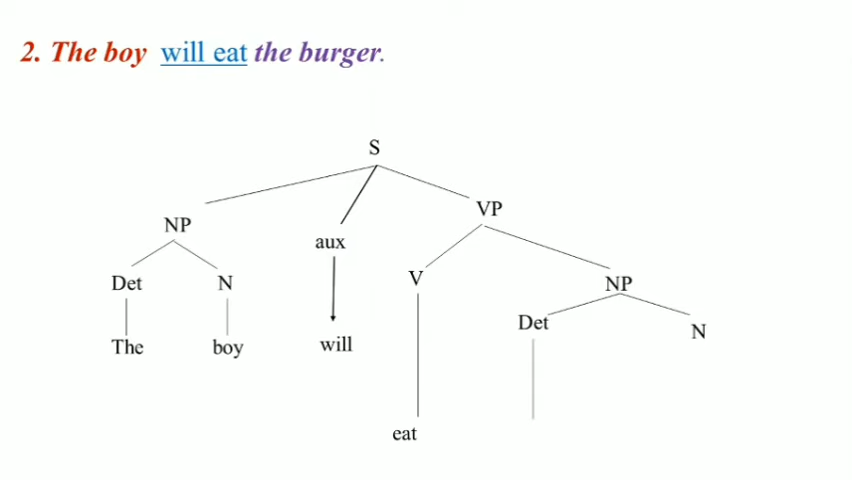 2. The boy will eat the burger.
S
NP
aux
VP
Det
N
V
NP
Det
N
The
boy
will
eat